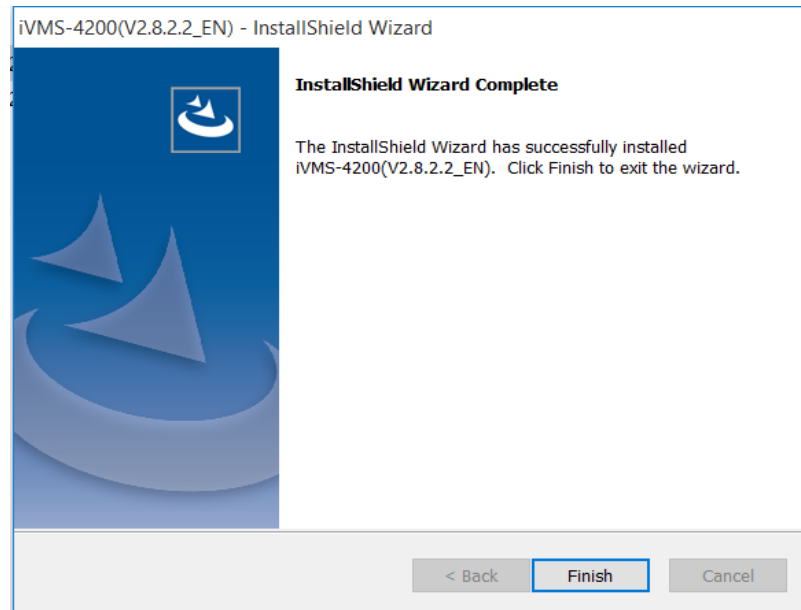 iVMS-4200(V2.8.2.2_EN) - InstallShield Wizard
InstallShield Wizard Complete
The InstallShield Wizard has successfully installed
iVMS-4200(V2.8.2.2_EN).  Click Finish to exit the wizard.
< Back
Finish
Cancel